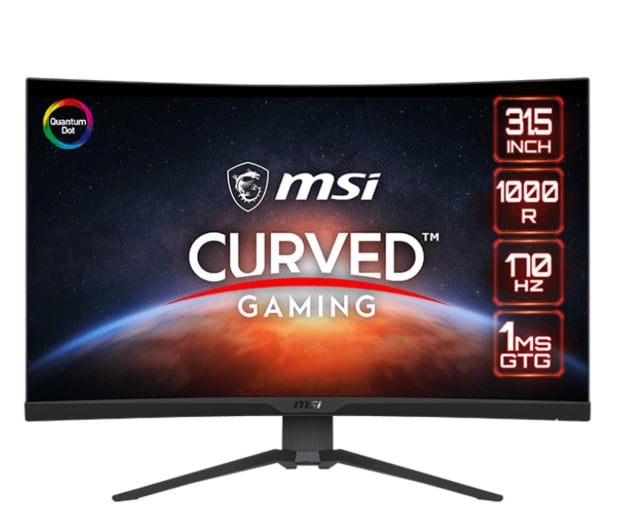 Quantum
Dot
msi
CURVED™
GAMING
31.5
INCH
1000
R
170
HZ
1MS
GTG
msi